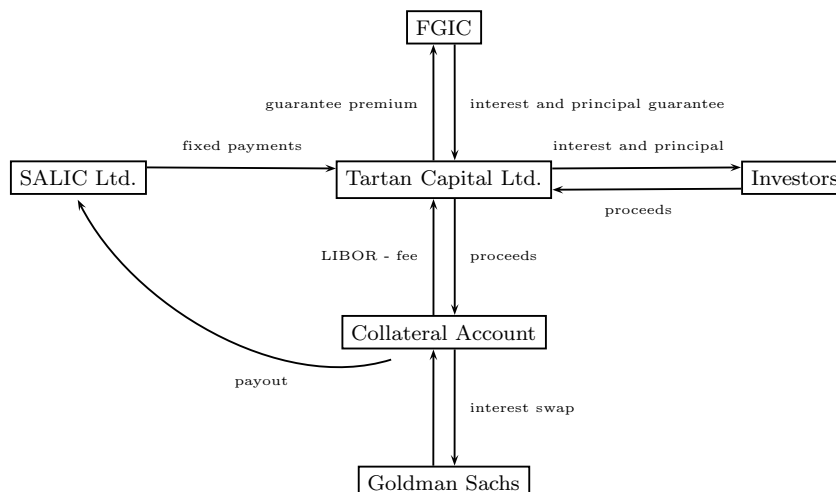 FGIC
guarantee premium
interest and principal guarantee
fixed payments
interest and principal
SALIC Ltd.
Tartan Capital Ltd.
Investors
proceeds
LIBOR - fee
proceeds
Collateral Account
payout
interest swap
Goldman Sachs